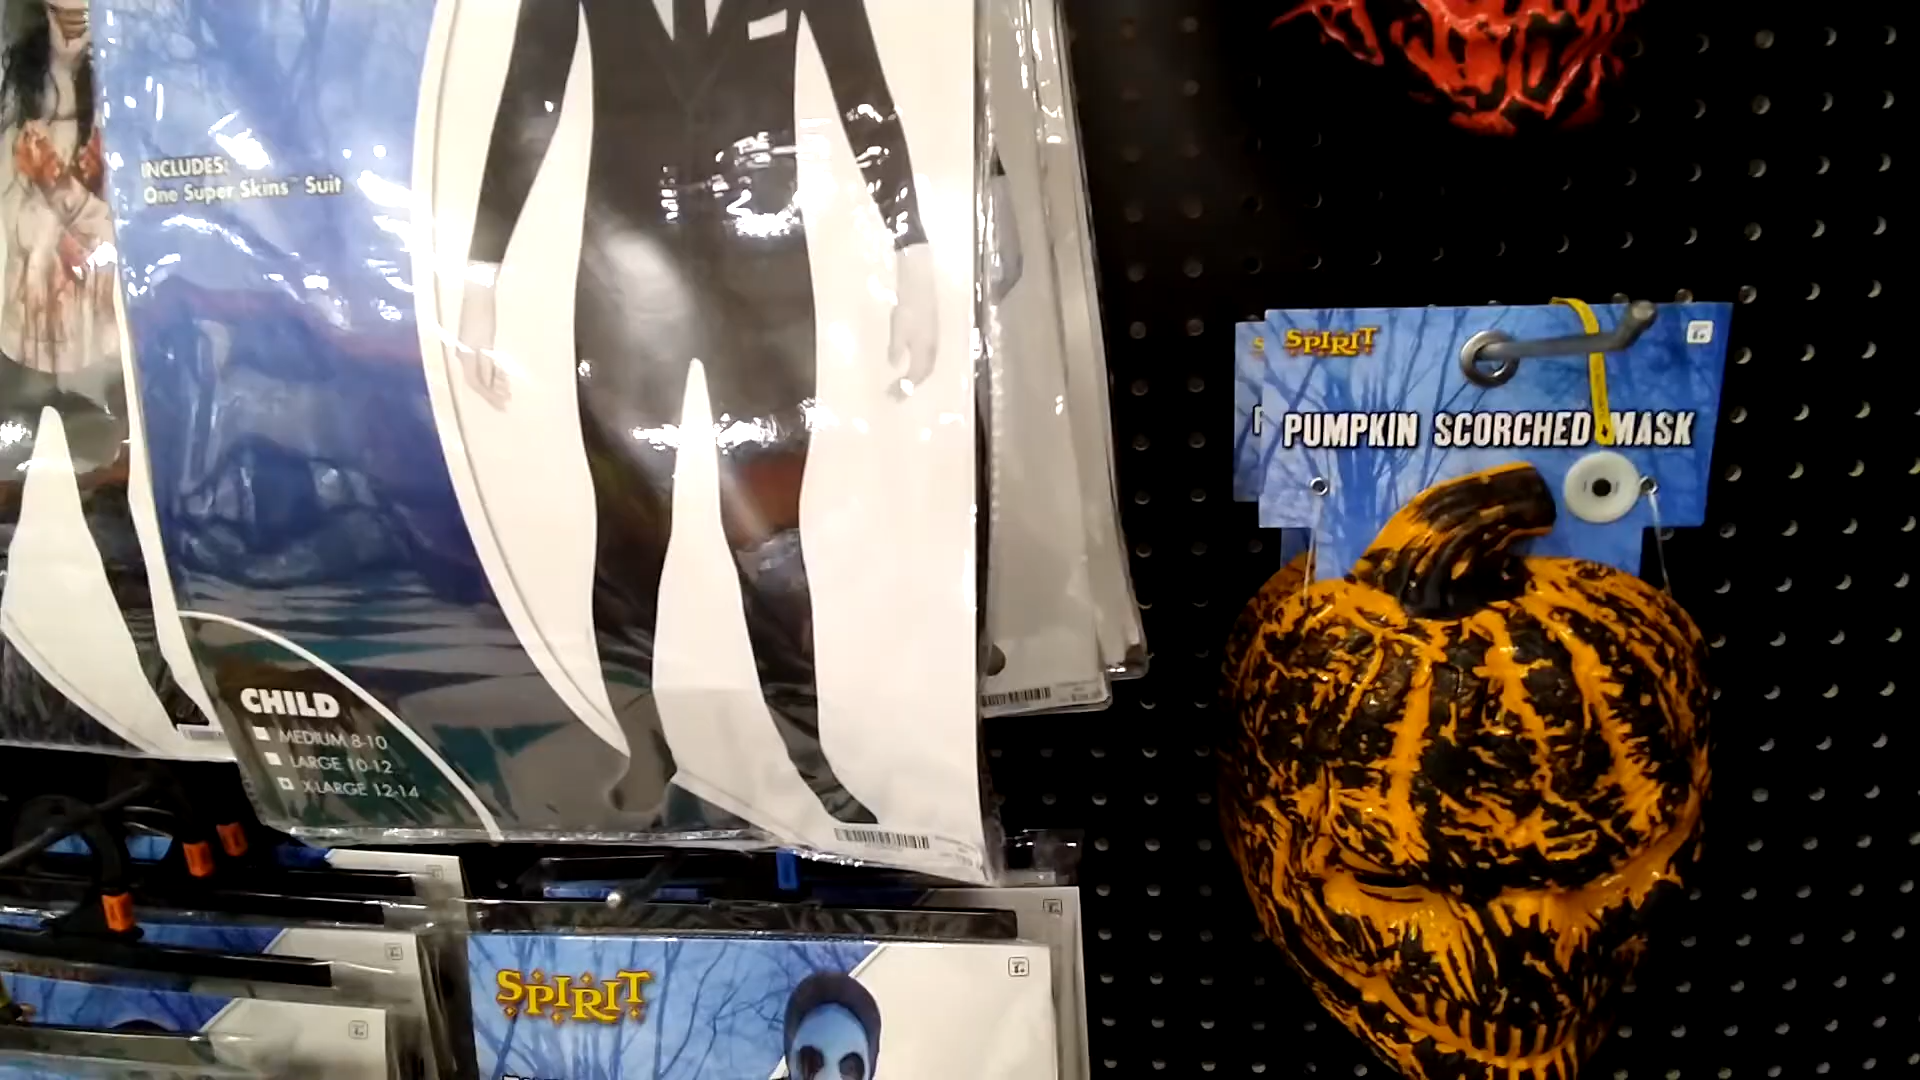 INCLUDES:
One Super Skins™ Suit
CHILD
MEDIUM 8-10
LARGE 10-12
X-LARGE 12-14
SPIRIT
PUMPKIN SCORCHED MASK
SPIRIT